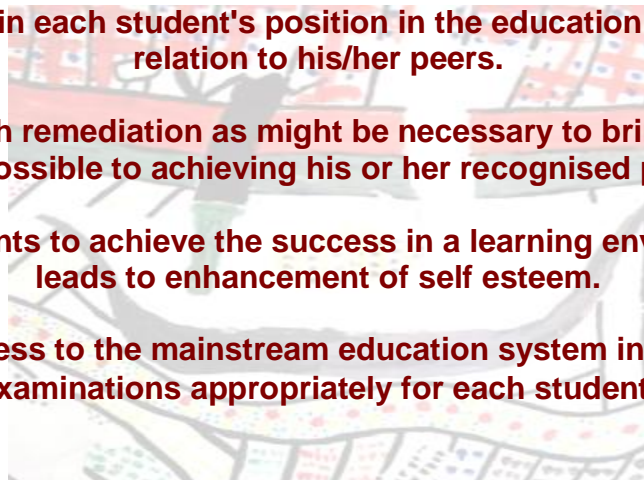 in each student's position in the education
relation to his/her peers.
h remediation as might be necessary to bri
ossible to achieving his or her recognised p
nts to achieve the success in a learning env
leads to enhancement of self esteem.
ess to the mainstream education system in
xaminations appropriately for each student